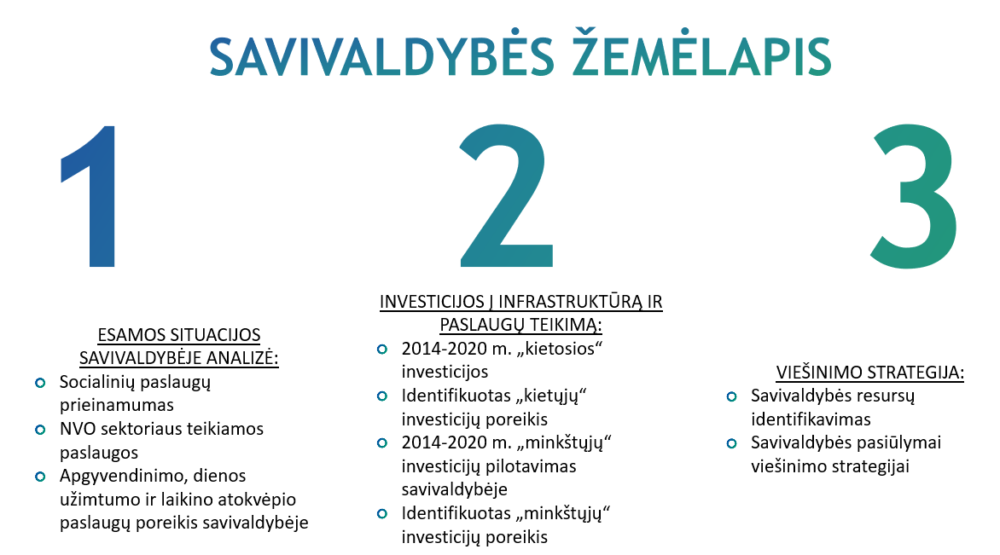 SAVIVALDYBĖS ŽEMĖLAPIS
1
ESAMOS SITUACIJOS
SAVIVALDYBĖJE ANALIZĖ:
Socialinių paslaugų
prieinamumas
NVO sektoriaus teikiamos
paslaugos
Apgyvendinimo, dienos
užimtumo ir laikino atokvėpio
paslaugų poreikis savivaldybėje
2
INVESTICIJOS Į INFRASTRUKTŪRĄ IR
PASLAUGŲ TEIKIMĄ:
2014-2020 m. „kietosios“
investicijos
Identifikuotas „kietųjų“
investicijų poreikis
2014-2020 m. „minkštųjų“
investicijų pilotavimas
savivaldybėje
Identifikuotas „minkštųjų“
investicijų poreikis
3
VIEŠINIMO STRATEGIJA:
Savivaldybės resursų
identifikavimas
Savivaldybės pasiūlymai
viešinimo strategijai